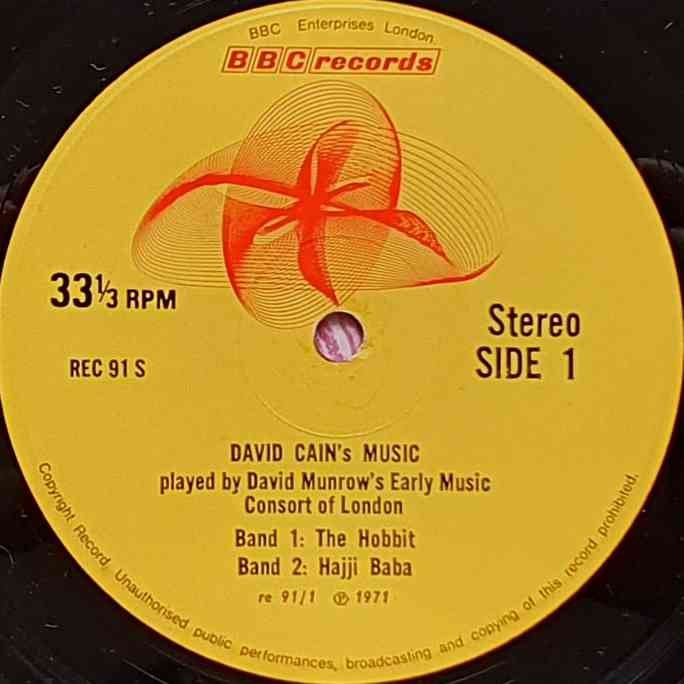 BBC Enterprises London.
BBC records
33⅓ RPM
Stereo
REC 91 S
SIDE 1
DAVID CAIN's MUSIC
played by David Munrow's Early Music
Consort of London
Band 1: The Hobbit
Band 2: Hajji Baba
re 91/1 ℗ 1971
Copyright Record. Unauthorised public performances, broadcasting and copying of this record prohibited.